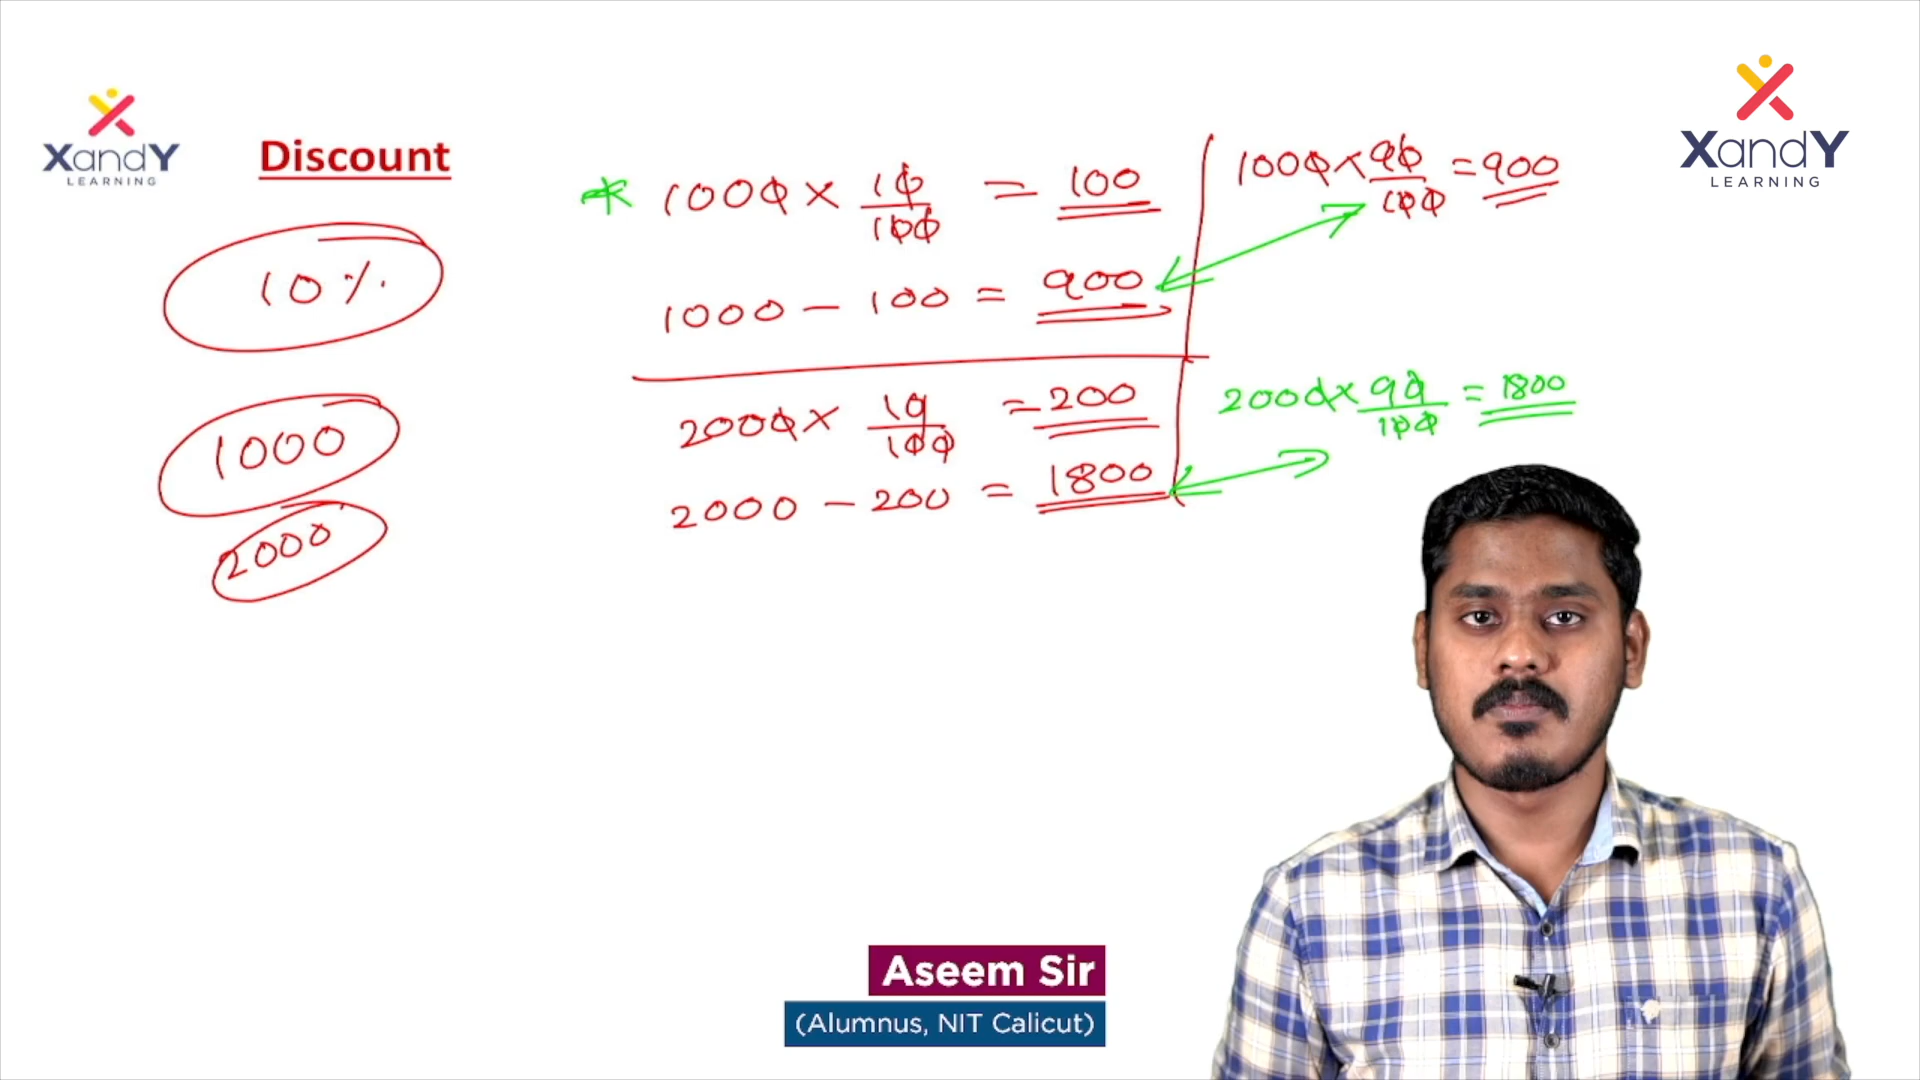 XandY
LEARNING
Discount
10%
1000
2000
* 1000 × 10/100 = 100
1000 - 100 = 900
1000 × 90/100 = 900
2000 × 10/100 = 200
2000 - 200 = 1800
2000 × 90/100 = 1800
XandY
LEARNING
Aseem Sir
(Alumnus, NIT Calicut)